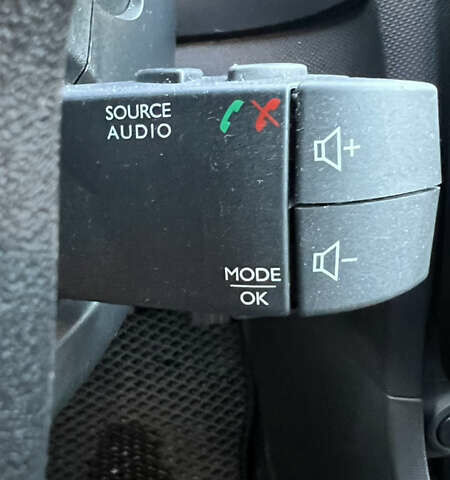 SOURCE
AUDIO
+
MODE
OK
-